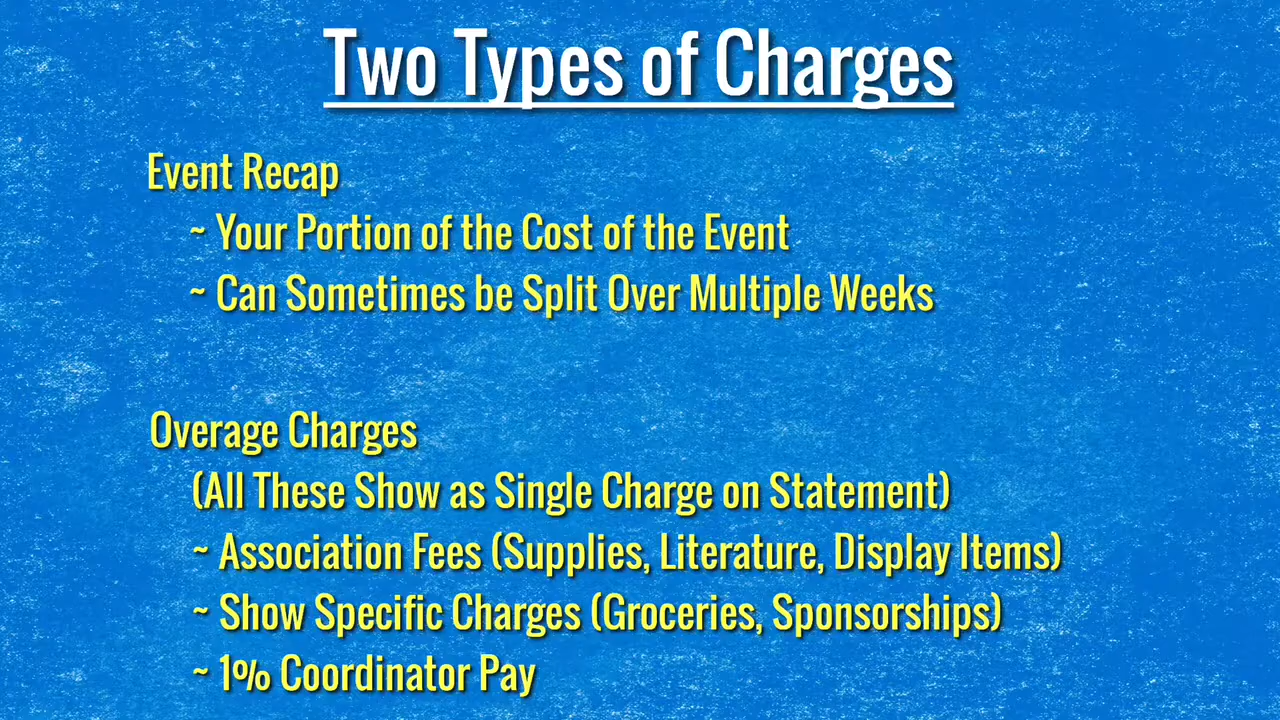 Two Types of Charges
Event Recap
~ Your Portion of the Cost of the Event
~ Can Sometimes be Split Over Multiple Weeks
Overage Charges
(All These Show as Single Charge on Statement)
~ Association Fees (Supplies, Literature, Display Items)
~ Show Specific Charges (Groceries, Sponsorships)
~ 1% Coordinator Pay